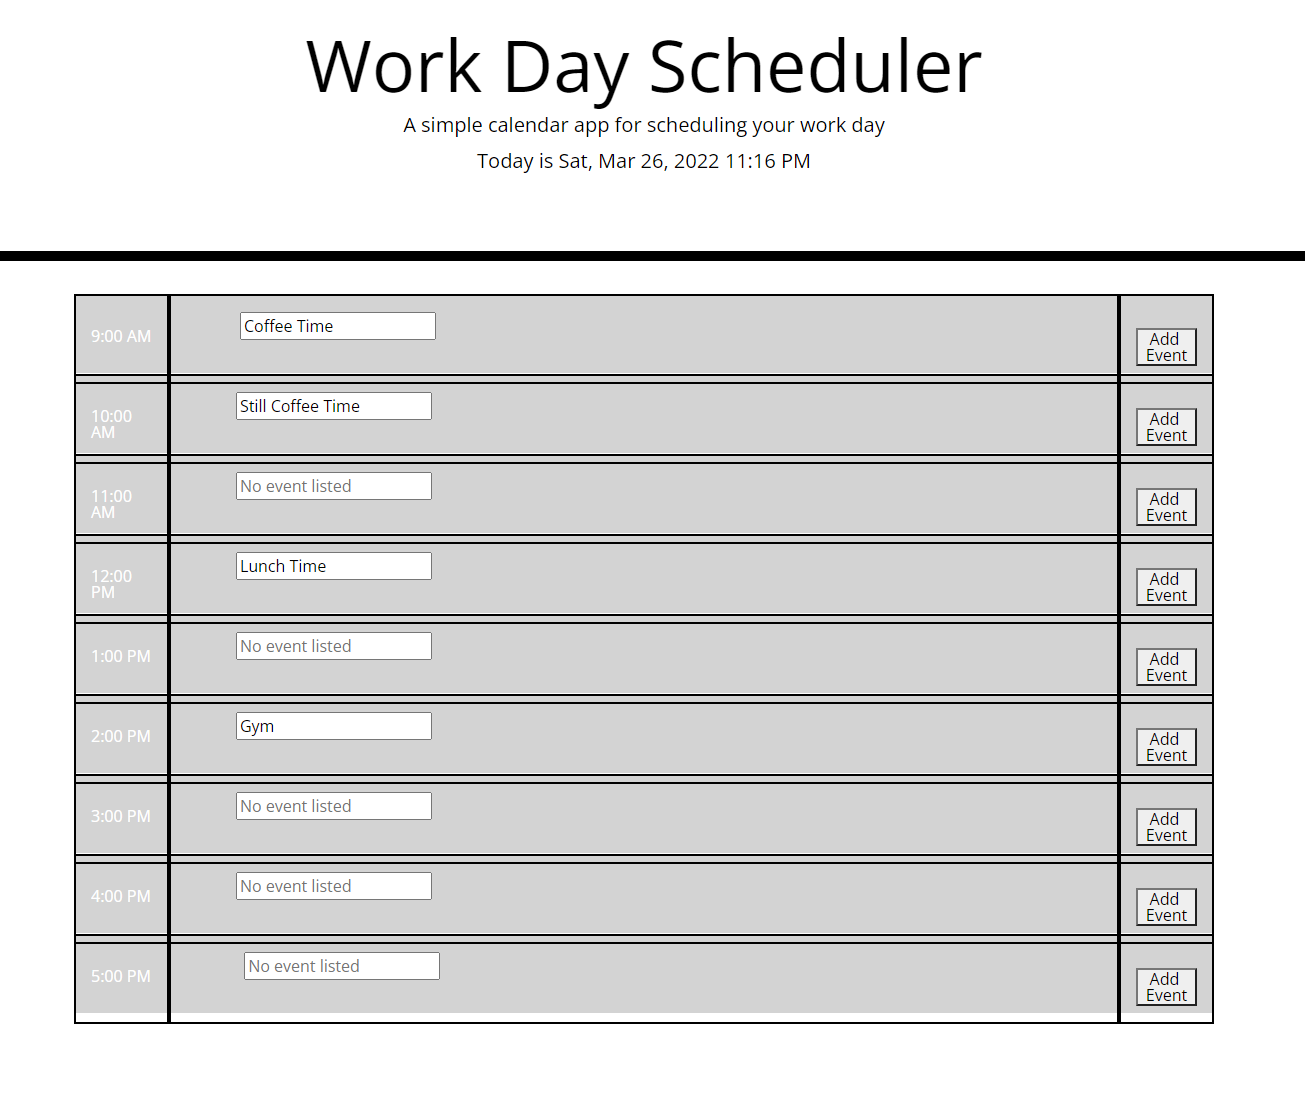 Work Day Scheduler
A simple calendar app for scheduling your work day
Today is Sat, Mar 26, 2022 11:16 PM
9:00 AM
Coffee Time
Add
Event
10:00
AM
Still Coffee Time
Add
Event
11:00
AM
No event listed
Add
Event
12:00
PM
Lunch Time
Add
Event
1:00 PM
No event listed
Add
Event
2:00 PM
Gym
Add
Event
3:00 PM
No event listed
Add
Event
4:00 PM
No event listed
Add
Event
5:00 PM
No event listed
Add
Event